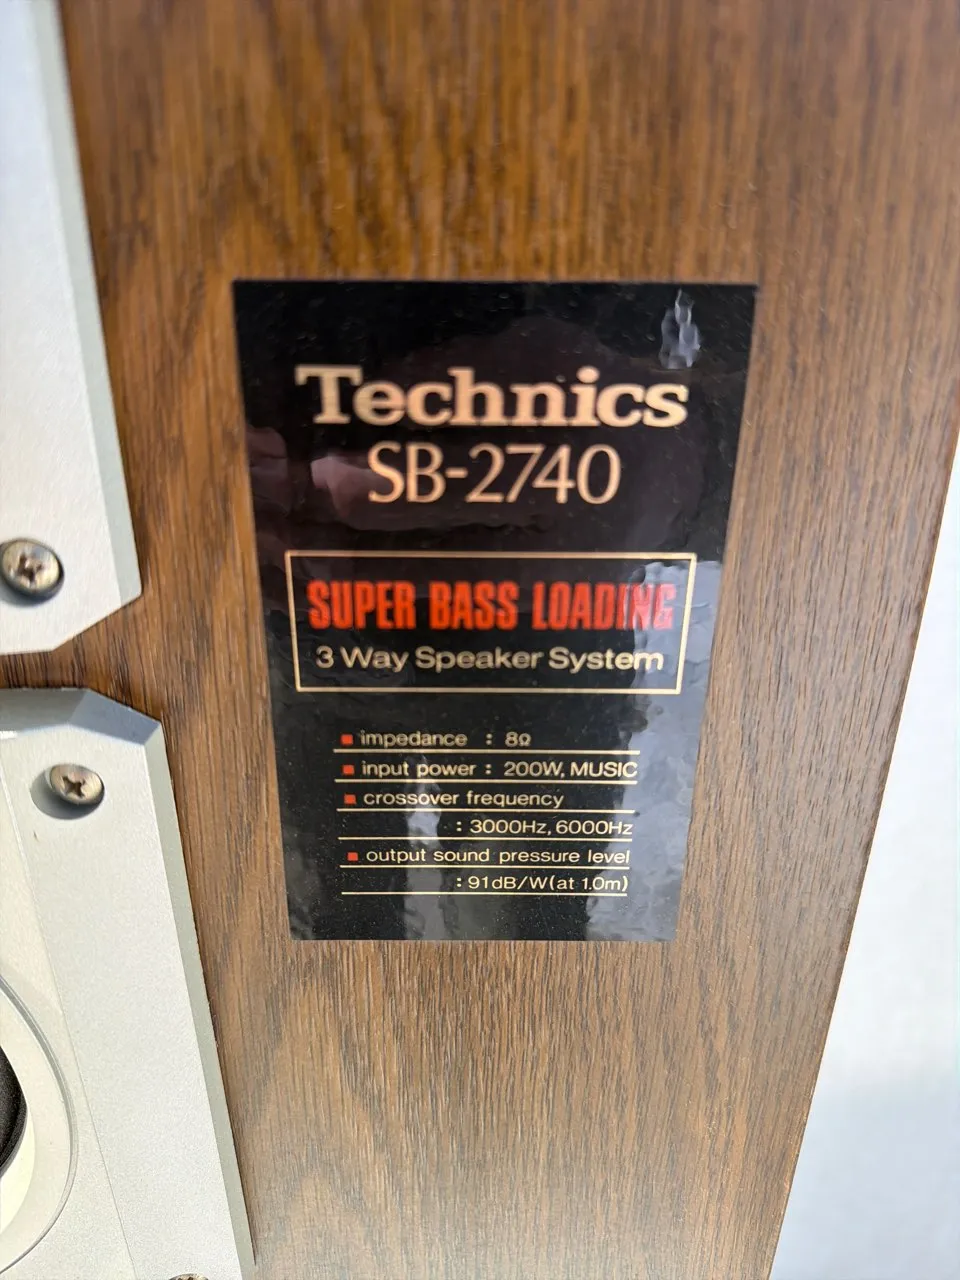 Technics
SB-2740
SUPER BASS LOADING
3 Way Speaker System
impedance : 8Ω
input power : 200W, MUSIC
crossover frequency
: 3000Hz, 6000Hz
output sound pressure level
: 91dB/W(at 1.0m)